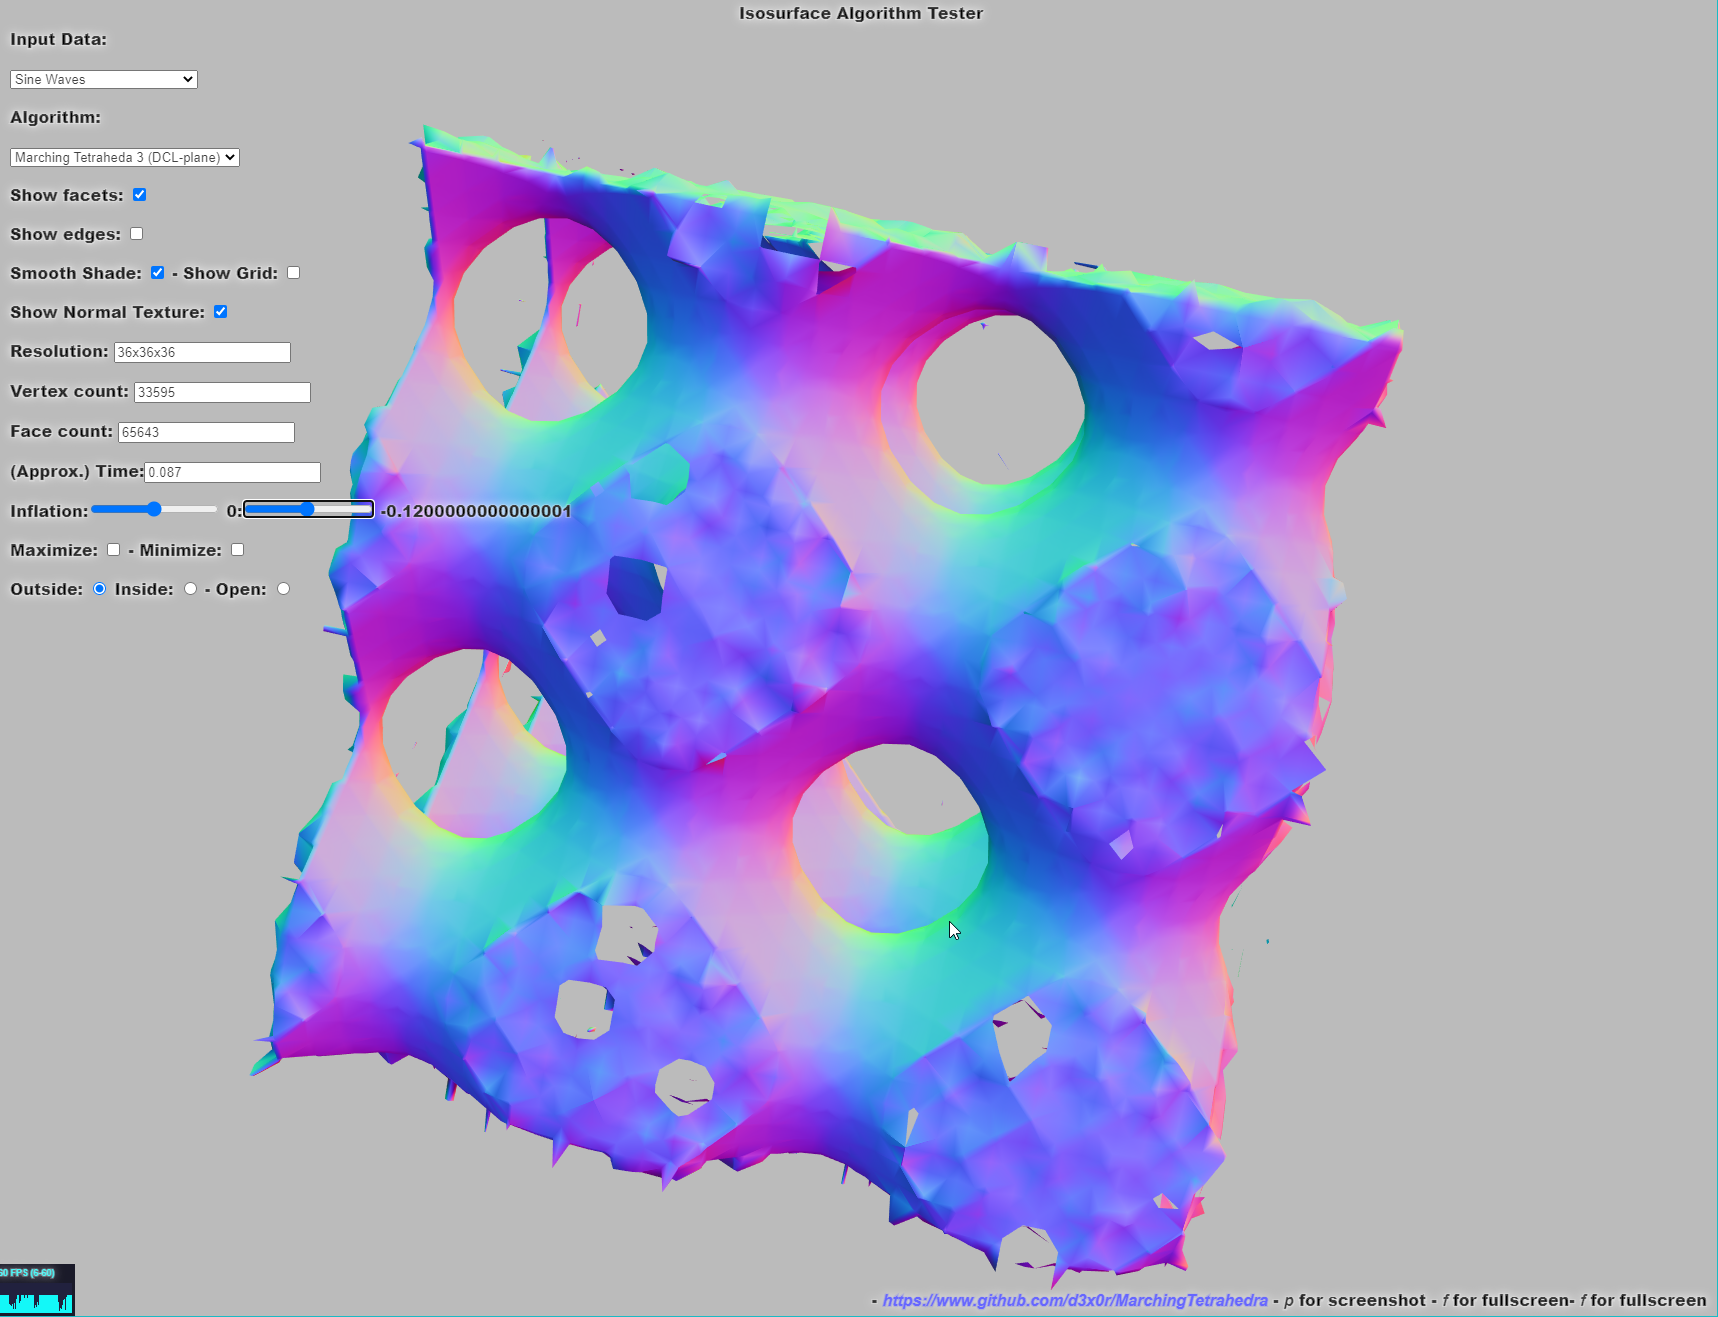 Isosurface Algorithm Tester
Input Data:
Sine Waves
Algorithm:
Marching Tetraheda 3 (DCL-plane)
Show facets:
Show edges:
Smooth Shade: - Show Grid:
Show Normal Texture:
Resolution: 36x36x36
Vertex count: 33595
Face count: 65643
(Approx.) Time: 0.087
Inflation: 0: -0.1200000000000001
Maximize: - Minimize:
Outside: Inside: - Open:
60 FPS (6-60)
- https://www.github.com/d3x0r/MarchingTetrahedra - p for screenshot - f for fullscreen- f for fullscreen